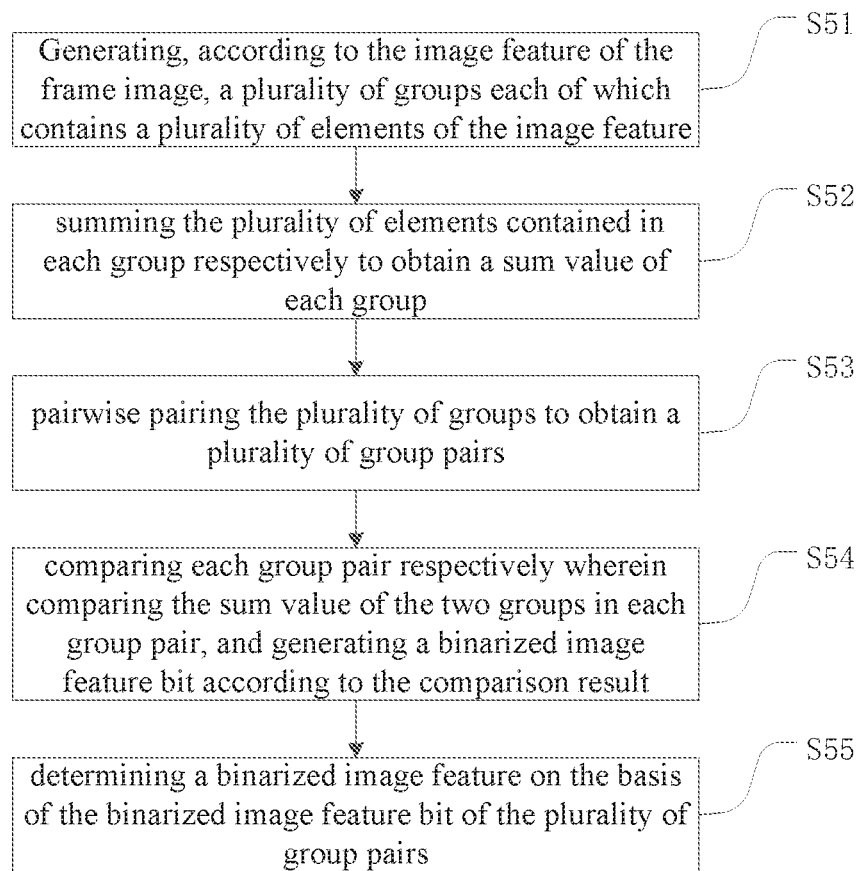 S51
Generating, according to the image feature of the
frame image, a plurality of groups each of which
contains a plurality of elements of the image feature
S52
summing the plurality of elements contained in
each group respectively to obtain a sum value of
each group
S53
pairwise pairing the plurality of groups to obtain a
plurality of group pairs
S54
comparing each group pair respectively wherein
comparing the sum value of the two groups in each
group pair, and generating a binarized image
feature bit according to the comparison result
S55
determining a binarized image feature on the basis
of the binarized image feature bit of the plurality of
group pairs